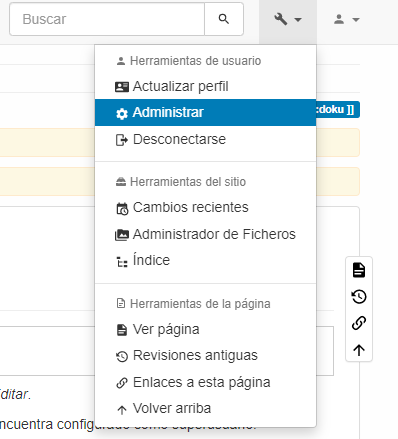 Buscar
Herramientas de usuario
Actualizar perfil
Administrar
:doku ]]
Desconectarse
Herramientas del sitio
Cambios recientes
Administrador de Ficheros
Índice
Herramientas de la página
Ver página
Revisiones antiguas
Enlaces a esta página
ditar.
Volver arriba
ncuentra configurado como superusuario.